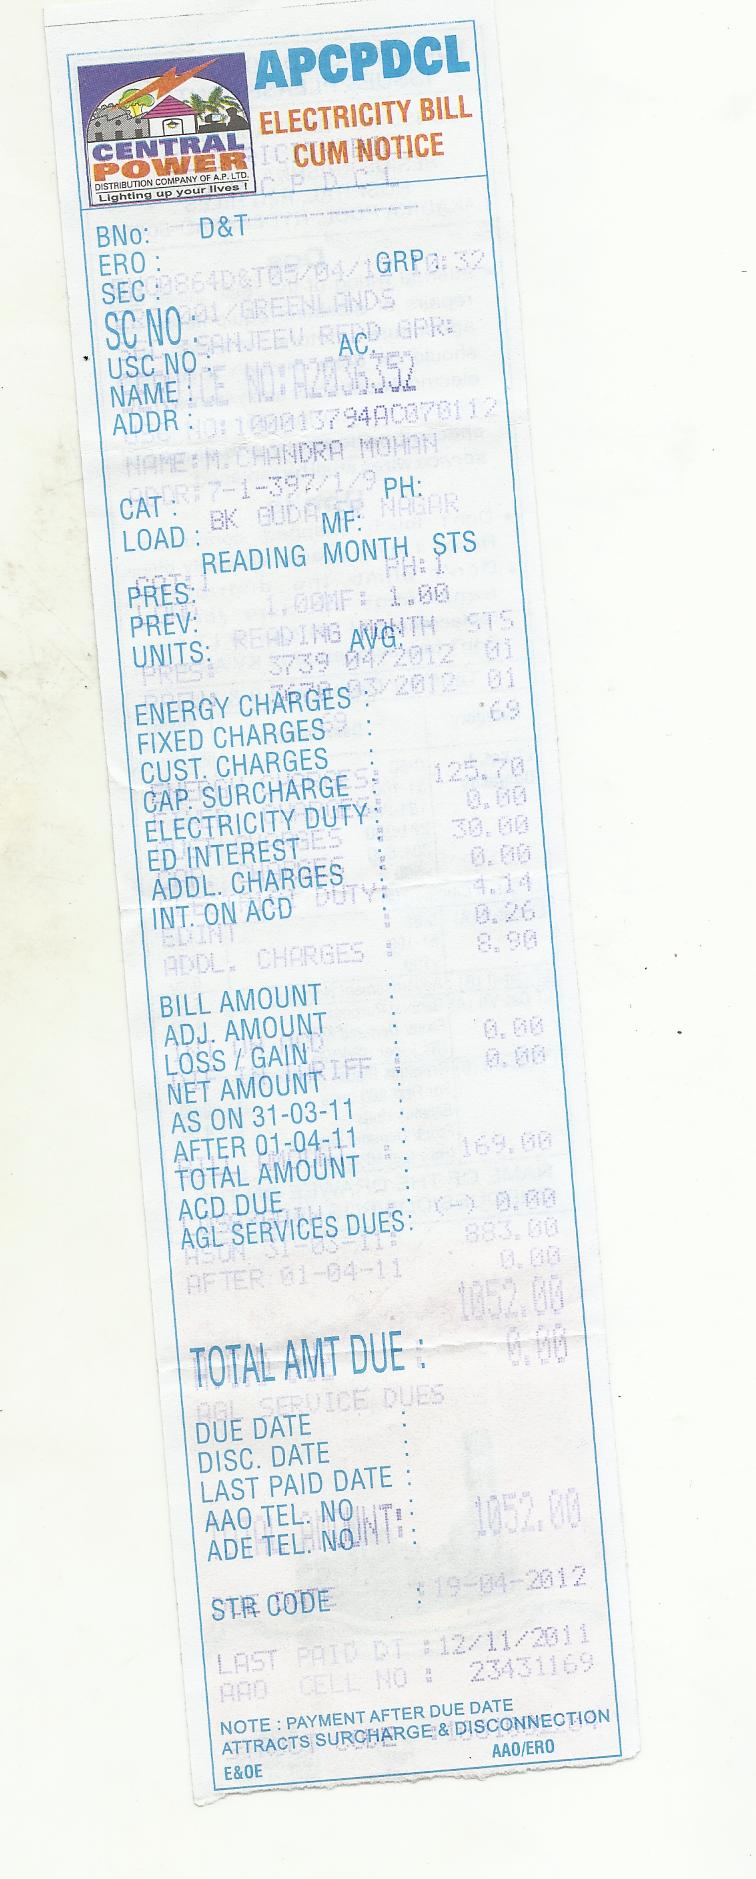 APCPDCL
ELECTRICITY BILL
CUM NOTICE
CENTRAL
POWER
DISTRIBUTION COMPANY OF A.P. LTD.
Lighting up your lives !
C P D C L
BNo: D&T
ERO : GRP :
0864D&T05/04/1 10:32
SEC :
01/GREENLANDS
SC NO :
SANJEEV REDD GPR:
USC NO : AC.
NO:A2036352
NAME :
ADDR :
NO:100013794AC070112
NAME:M.CHANDRA MOHAN
ADDR:7-1-397/1/9
CAT : PH:
BK NAGAR
LOAD : MF:
READING MONTH STS
CAT:1 PH:1
PRES:
1.00MF: 1.00
PREV:
READING MONTH STS
UNITS: AVG.
PRES: 3739 04/2012 01
3670 03/2012 01
ENERGY CHARGES :
69 69
FIXED CHARGES :
CUST. CHARGES :
125.70
CAP. SURCHARGE :
0.00
ELECTRICITY DUTY :
30.00
ED INTEREST :
0.00
ADDL. CHARGES :
DUTY: 4.14
INT. ON ACD :
EDINT 0.26
ADDL. CHARGES : 8.90
BILL AMOUNT :
ADJ. AMOUNT :
0.00
LOSS / GAIN :
TARIFF : 0.00
NET AMOUNT :
AS ON 31-03-11 :
AFTER 01-04-11 :
BILL AMOUNT : 169.00
TOTAL AMOUNT :
ACD DUE :
(-) 0.00
AGL SERVICES DUES:
ASON 31-03-11: 883.00
AFTER 01-04-11 0.00
1052.00
TOTAL AMT DUE :
0.00
AGL SERVICE DUES
DUE DATE :
DISC. DATE :
LAST PAID DATE :
AAO TEL. NO :
AMOUNT: 1052.00
ADE TEL. NO :
DUE DATE :19-04-2012
STR CODE :
LAST PAID DT :12/11/2011
AAO CELL NO : 23431169
NOTE : PAYMENT AFTER DUE DATE
ATTRACTS SURCHARGE & DISCONNECTION
E&OE AAO/ERO